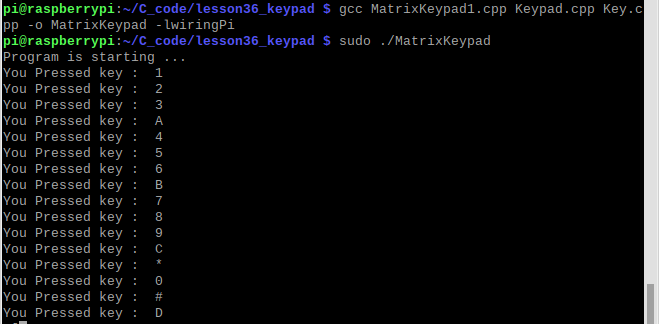 pi@raspberrypi:~/C_code/lesson36_keypad $ gcc MatrixKeypad1.cpp Keypad.cpp Key.c
pp -o MatrixKeypad -lwiringPi
pi@raspberrypi:~/C_code/lesson36_keypad $ sudo ./MatrixKeypad
Program is starting ...
You Pressed key :  1
You Pressed key :  2
You Pressed key :  3
You Pressed key :  A
You Pressed key :  4
You Pressed key :  5
You Pressed key :  6
You Pressed key :  B
You Pressed key :  7
You Pressed key :  8
You Pressed key :  9
You Pressed key :  C
You Pressed key :  *
You Pressed key :  0
You Pressed key :  #
You Pressed key :  D